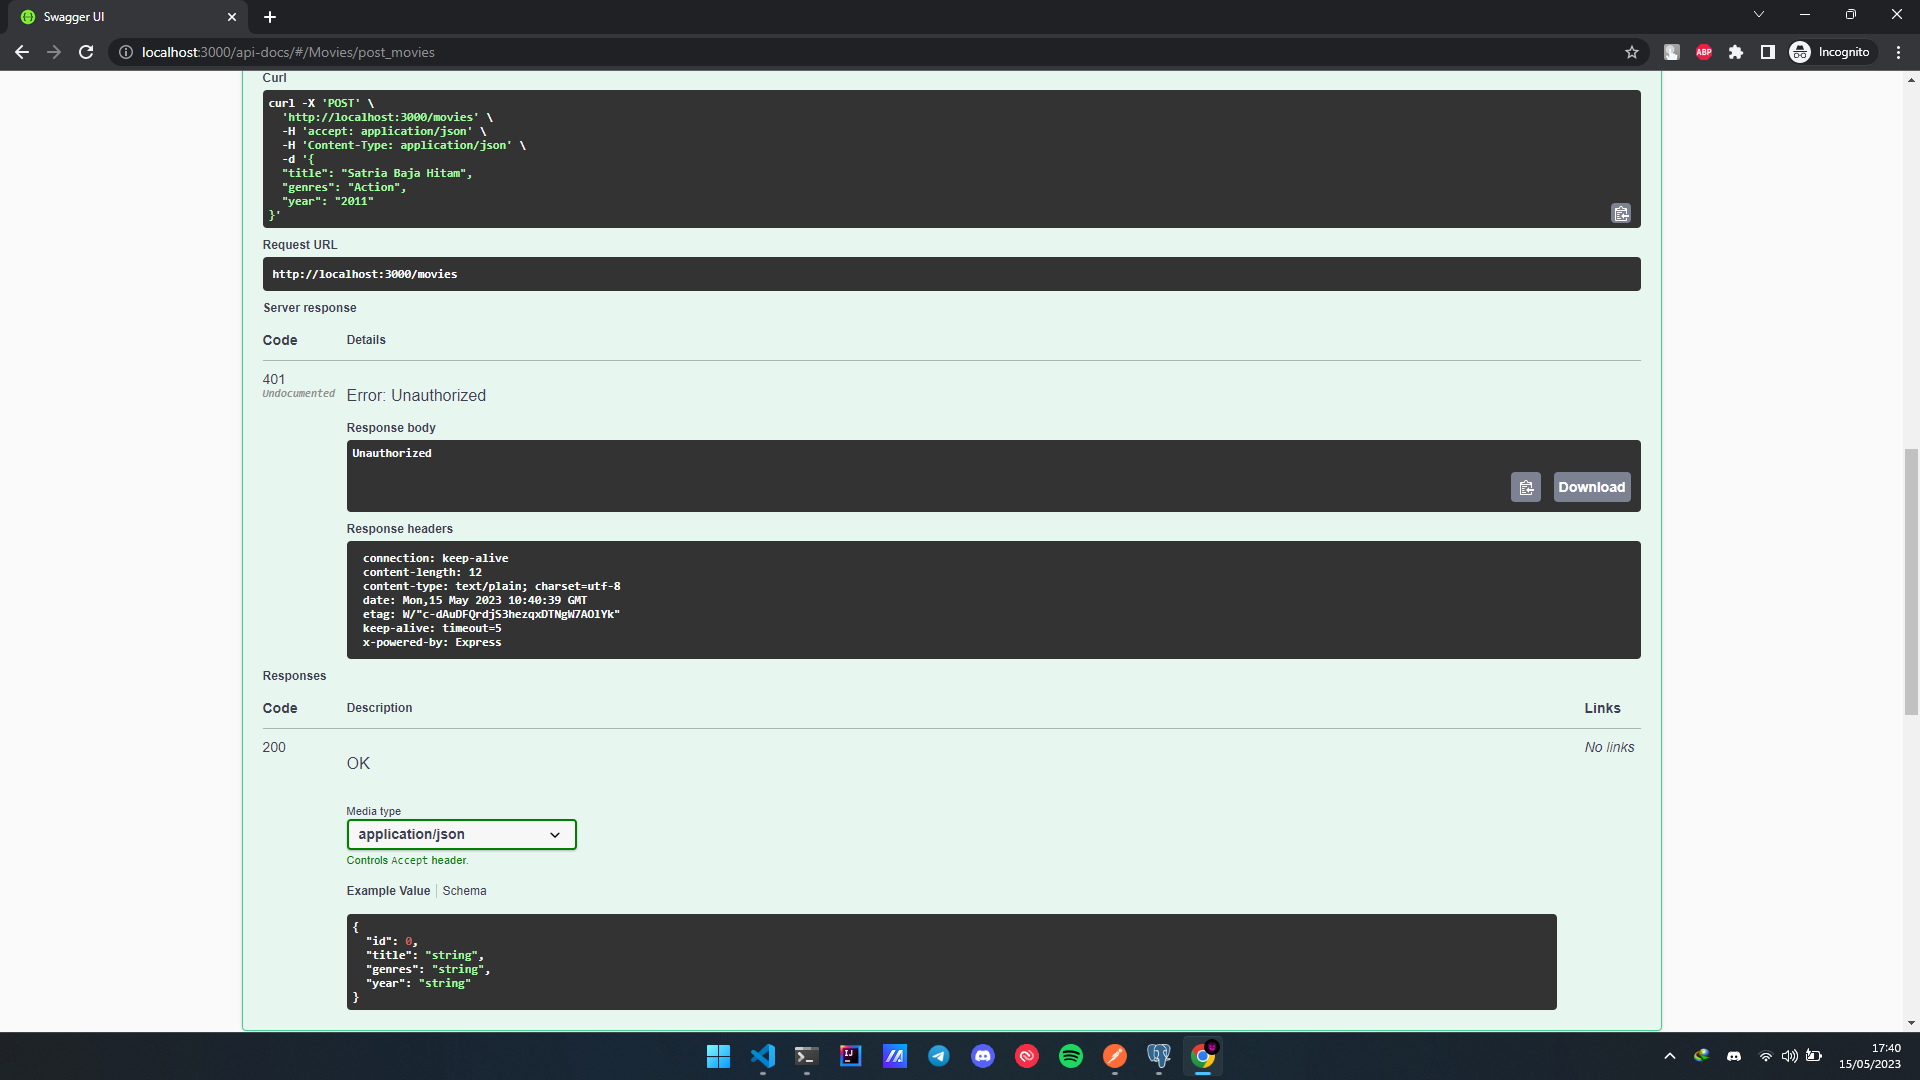 Swagger UI
localhost:3000/api-docs/#/Movies/post_movies
ABP
Incognito
Curl
curl -X 'POST' \
'http://localhost:3000/movies' \
-H 'accept: application/json' \
-H 'Content-Type: application/json' \
-d '{
"title": "Satria Baja Hitam",
"genres": "Action",
"year": "2011"
}'
Request URL
http://localhost:3000/movies
Server response
Code Details
401
Undocumented
Error: Unauthorized
Response body
Unauthorized
Download
Response headers
connection: keep-alive
content-length: 12
content-type: text/plain; charset=utf-8
date: Mon,15 May 2023 10:40:39 GMT
etag: W/"c-dAuDFQrdjS3hezqxDTNgW7AOlYk"
keep-alive: timeout=5
x-powered-by: Express
Responses
Code Description Links
200 No links
OK
Media type
application/json
Controls Accept header.
Example Value Schema
{
"id": 0,
"title": "string",
"genres": "string",
"year": "string"
}
IJ
17:40
15/05/2023